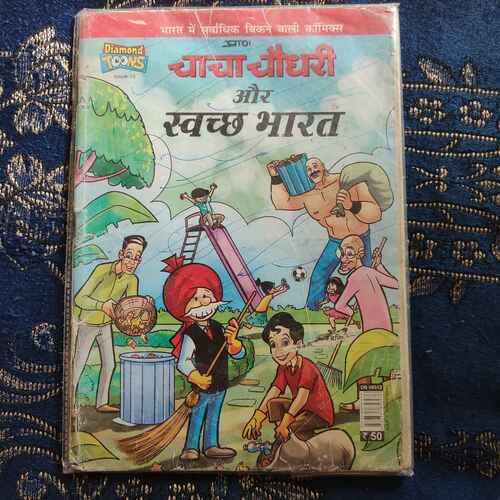 भारत में सर्वाधिक बिकने वाली कॉमिक्स
Diamond
TOONS
चाचा चौधरी
और
स्वच्छ भारत
₹50